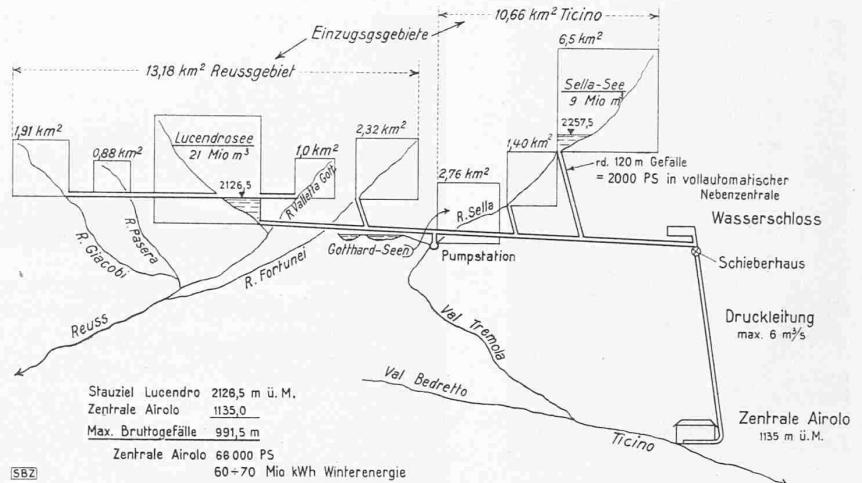 10,66 km² Ticino
Einzugsgsgebiete
6,5 km²
13,18 km² Reussgebiet
Sella-See
9 Mio m³
2257,5
1,91 km²
0,88 km²
Lucendrosee
21 Mio m³
1,0 km²
2,32 km²
1,40 km²
2,76 km²
rd. 120 m Gefälle
= 2000 PS in vollautomatischer
Nebenzentrale
2126,5
R. Valletta Gott.
R. Sella
Wasserschloss
R. Giacobi
R. Pasera
R. Fortunei
Gotthard-Seen
Pumpstation
Schieberhaus
Reuss
Val Tremola
Druckleitung
max. 6 m³/s
Val Bedretto
Stauziel Lucendro 2126,5 m ü. M.
Zentrale Airolo 1135,0
Max. Bruttogefälle 991,5 m
Zentrale Airolo 66 000 PS
60÷70 Mio kWh Winterenergie
Ticino
Zentrale Airolo
1135 m ü.M.
SBZ